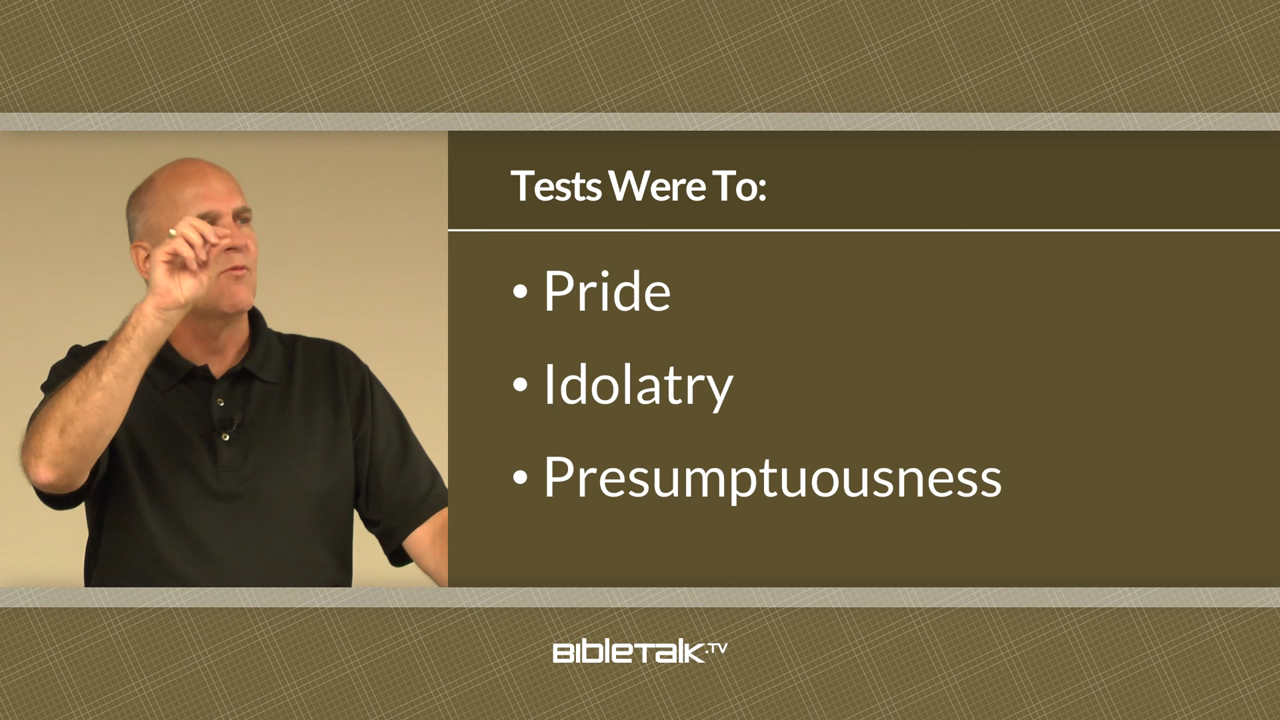 Tests Were To:
• Pride
• Idolatry
• Presumptuousness
BibleTalk.TV